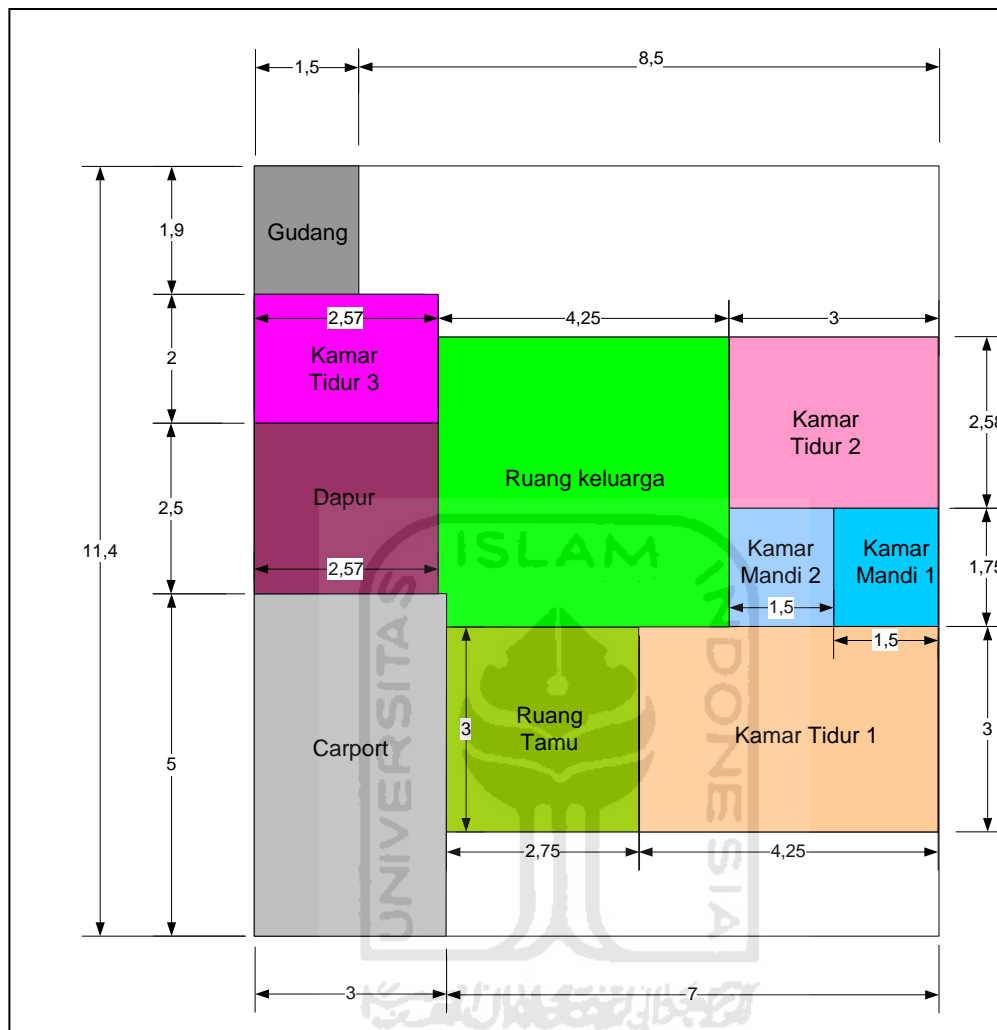 1,5
8,5
1,9
Gudang
2,57
4,25
3
2
Kamar
Tidur 3
2,58
Kamar
Tidur 2
2,5
Dapur
Ruang keluarga
11,4
2,57
Kamar
Mandi 2
Kamar
Mandi 1
1,75
1,5
1,5
5
Carport
3
Ruang
Tamu
Kamar Tidur 1
3
2,75
4,25
3
7
UNIVERSITAS
ISLAM
INDONESIA